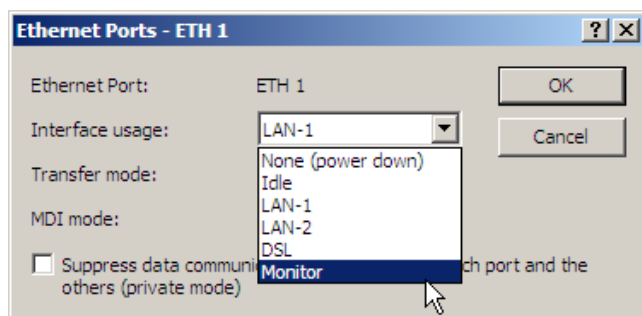 Ethernet Ports - ETH 1
Ethernet Port: ETH 1 OK
Interface usage: LAN-1 Cancel
None (power down)
Transfer mode: Idle
LAN-1
MDI mode: LAN-2
DSL
Monitor
Suppress data communi ch port and the
others (private mode)